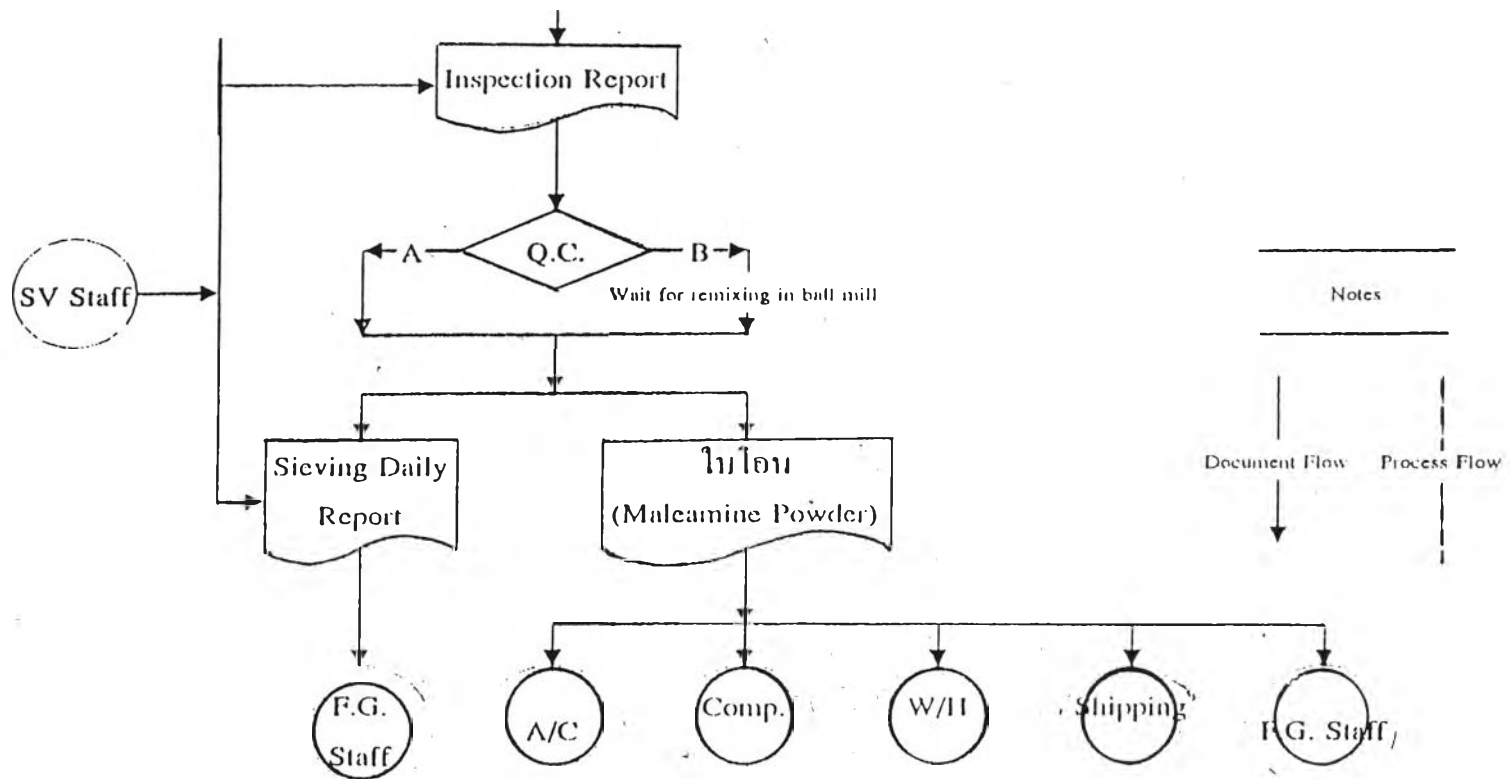 Inspection Report
A
Q.C.
B
SV Staff
Wait for remixing in ball mill
Notes
Sieving Daily
Report
ใบโอน
(Maleamine Powder)
Document Flow
Process Flow
F.G.
Staff
A/C
Comp.
W/H
Shipping
F.G. Staff